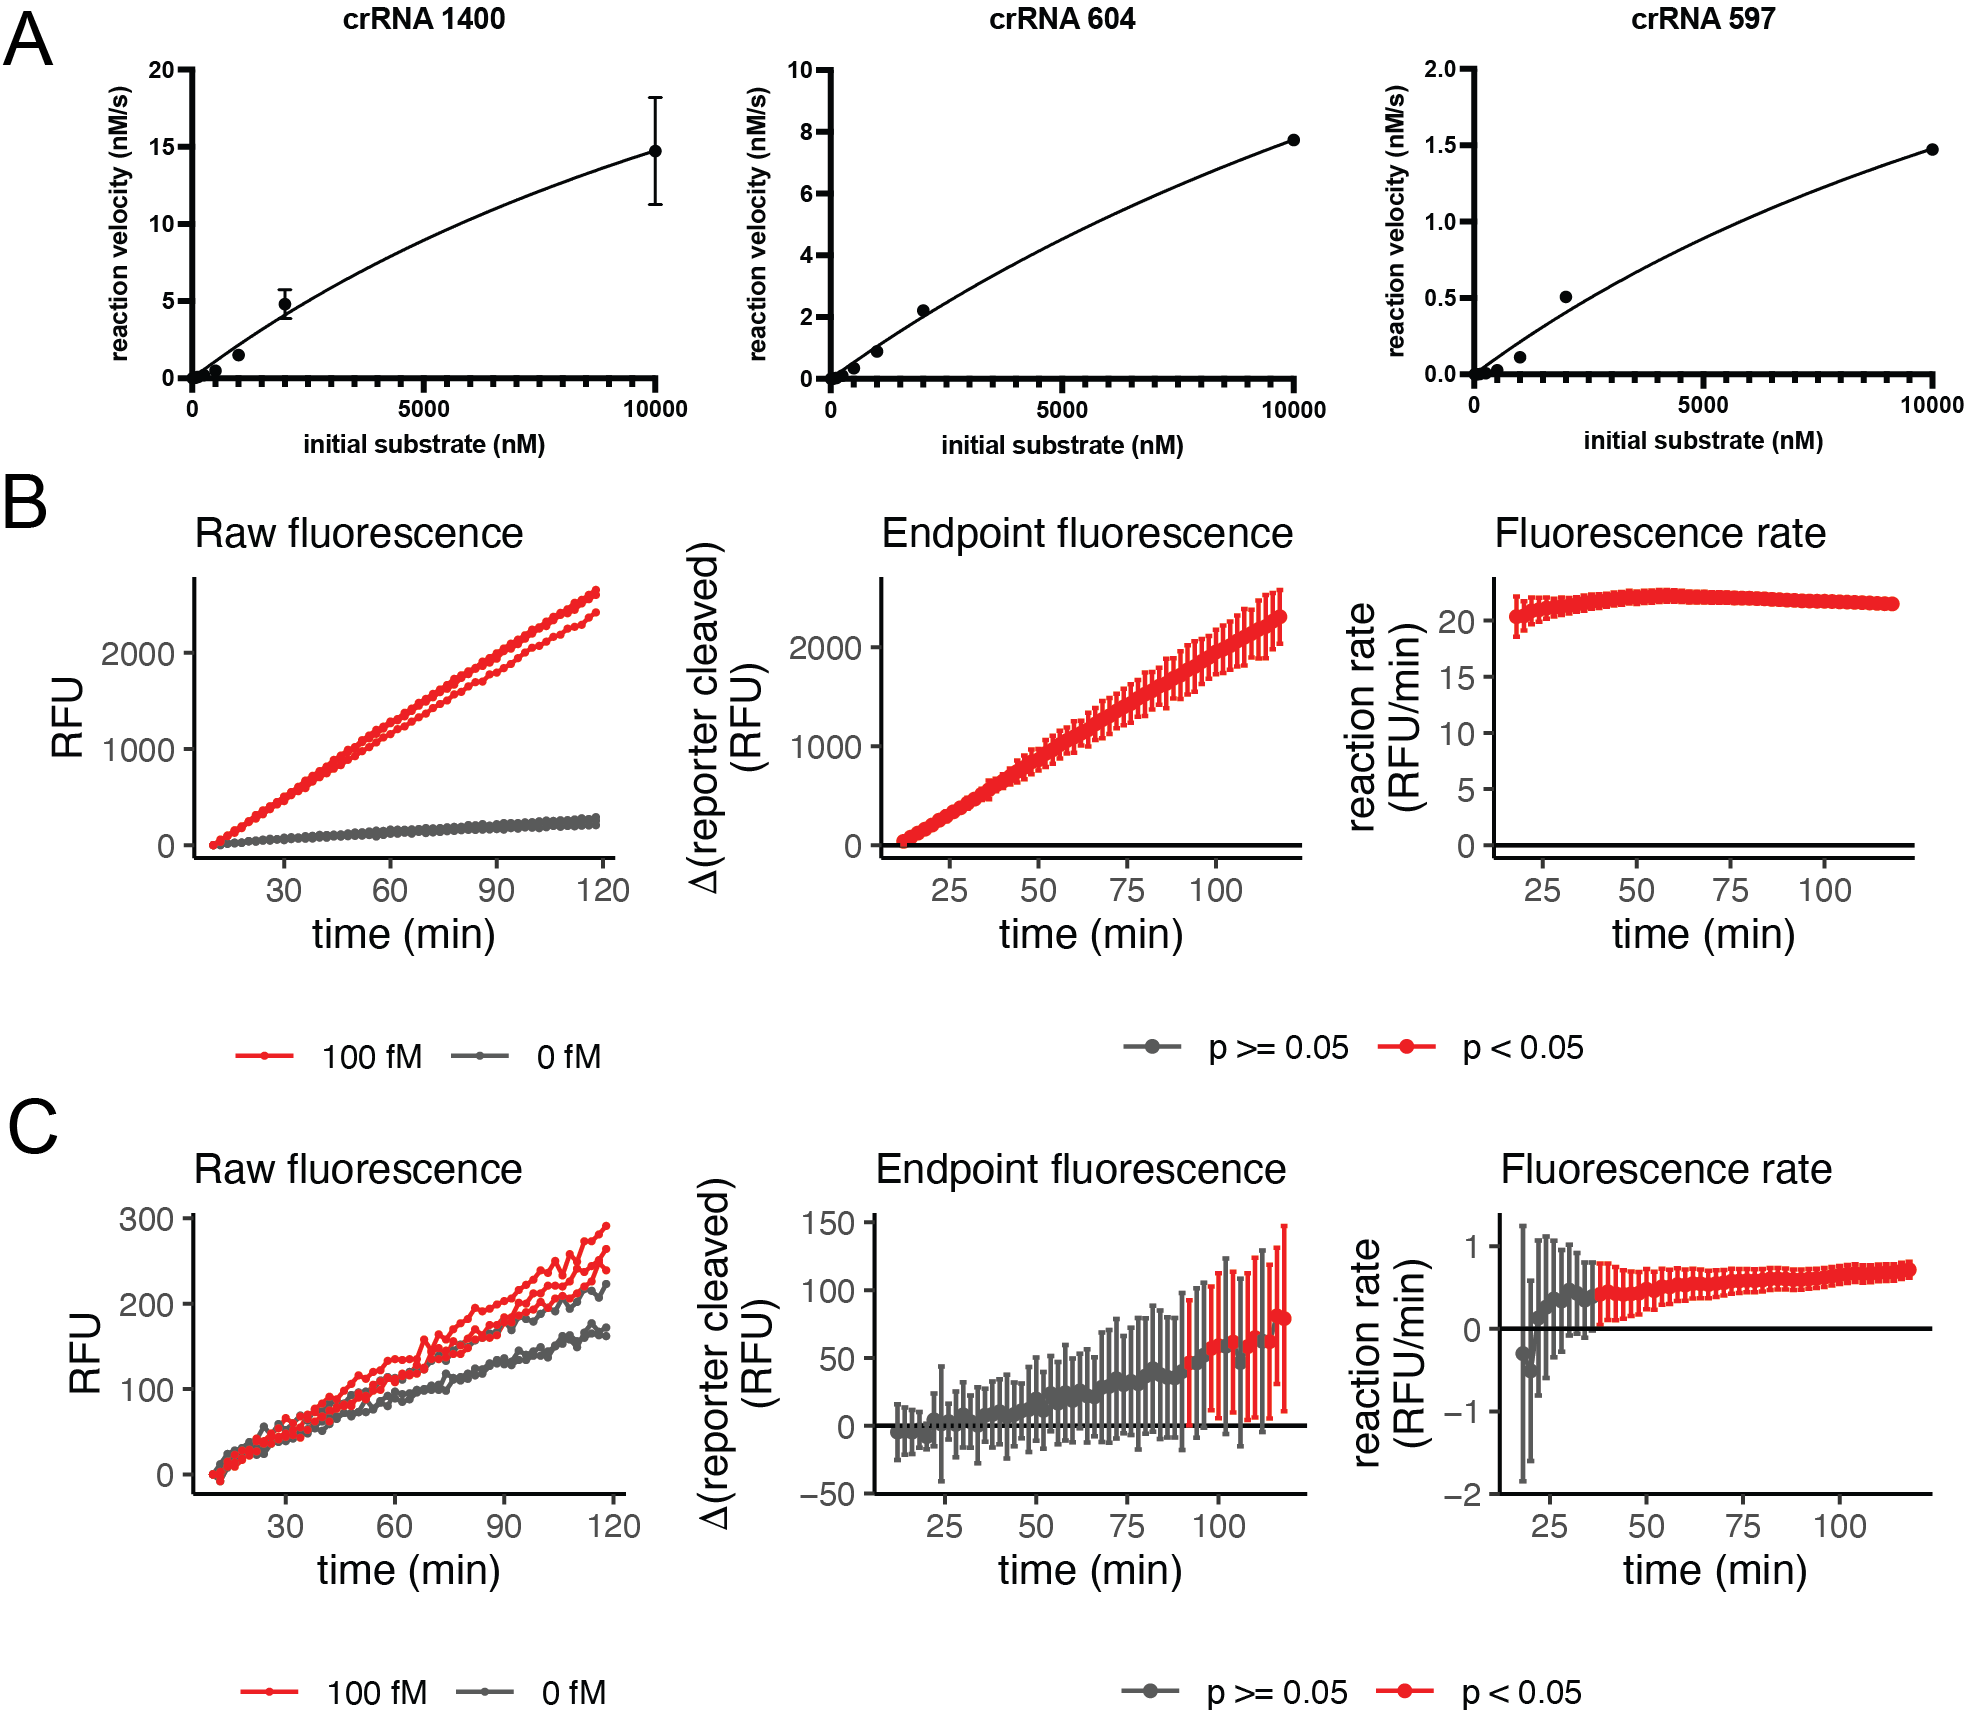 A
crRNA 1400
crRNA 604
crRNA 597
reaction velocity (nM/s)
20
15
10
5
0
0
5000
10000
initial substrate (nM)
reaction velocity (nM/s)
10
8
6
4
2
0
0
5000
10000
initial substrate (nM)
reaction velocity (nM/s)
2.0
1.5
1.0
0.5
0.0
0
5000
10000
initial substrate (nM)
B
Raw fluorescence
RFU
2000
1000
0
30
60
90
120
time (min)
Endpoint fluorescence
Δ(reporter cleaved)
(RFU)
2000
1000
0
25
50
75
100
time (min)
Fluorescence rate
reaction rate
(RFU/min)
20
15
10
5
0
25
50
75
100
time (min)
100 fM
0 fM
p >= 0.05
p < 0.05
C
Raw fluorescence
RFU
300
200
100
0
30
60
90
120
time (min)
Endpoint fluorescence
Δ(reporter cleaved)
(RFU)
150
100
50
0
−50
25
50
75
100
time (min)
Fluorescence rate
reaction rate
(RFU/min)
1
0
−1
−2
25
50
75
100
time (min)
100 fM
0 fM
p >= 0.05
p < 0.05